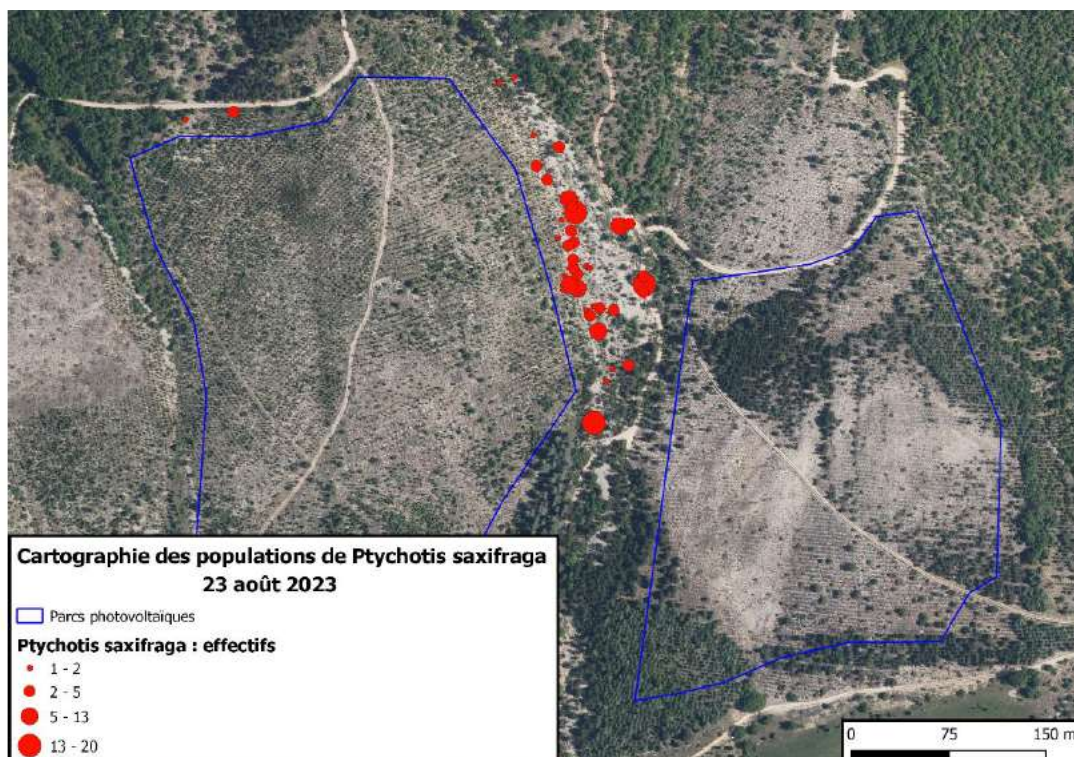 Cartographie des populations de Ptychotis saxifraga
23 août 2023
Parcs photovoltaïques
Ptychotis saxifraga : effectifs
1 - 2
2 - 5
5 - 13
13 - 20
0 75 150 m